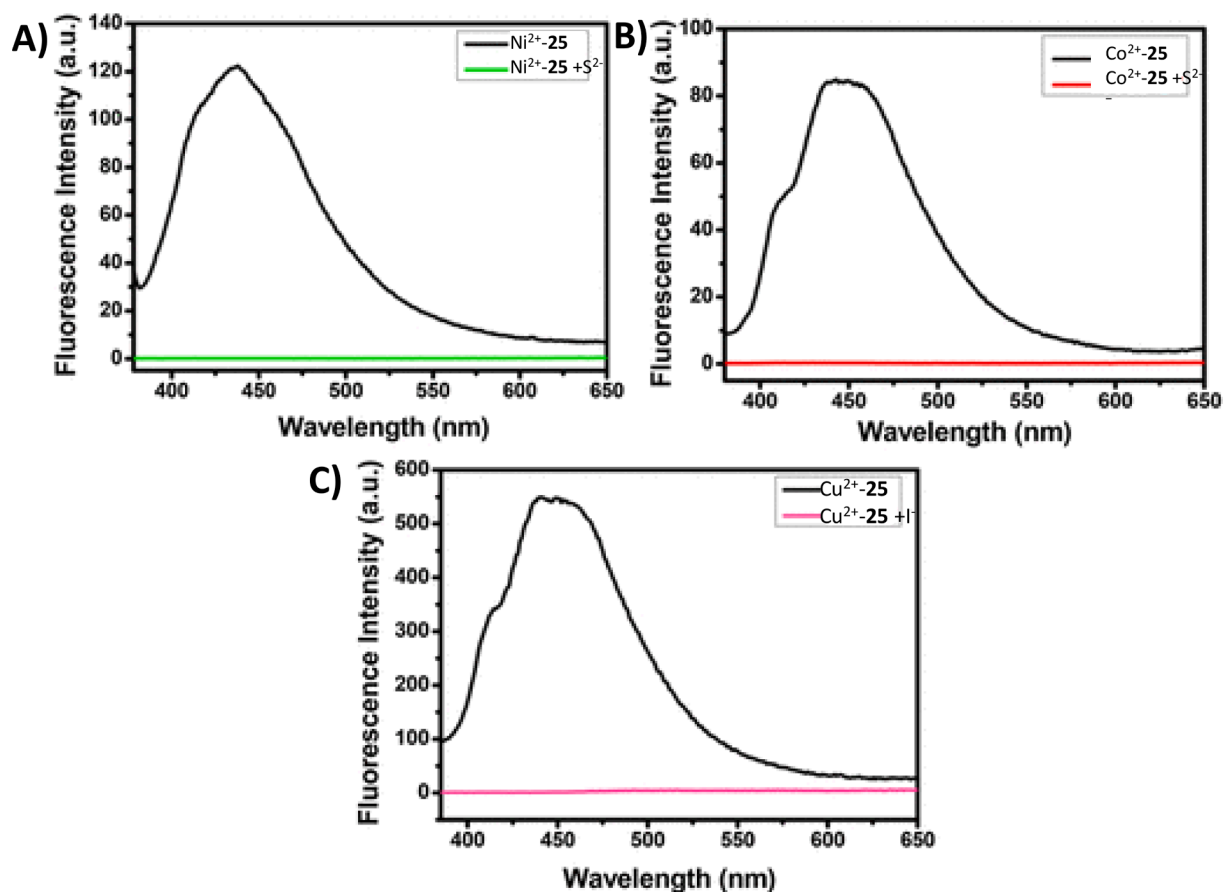 A)
Fluorescence Intensity (a.u.)
140
120
100
80
60
40
20
0
Ni²⁺-25
Ni²⁺-25 +S²⁻
400 450 500 550 600 650
Wavelength (nm)
B)
Fluorescence Intensity (a.u.)
100
80
60
40
20
0
Co²⁺-25
Co²⁺-25 +S²⁻
400 450 500 550 600 650
Wavelength (nm)
C)
Fluorescence Intensity (a.u.)
600
500
400
300
200
100
0
Cu²⁺-25
Cu²⁺-25 +I⁻
400 450 500 550 600 650
Wavelength (nm)